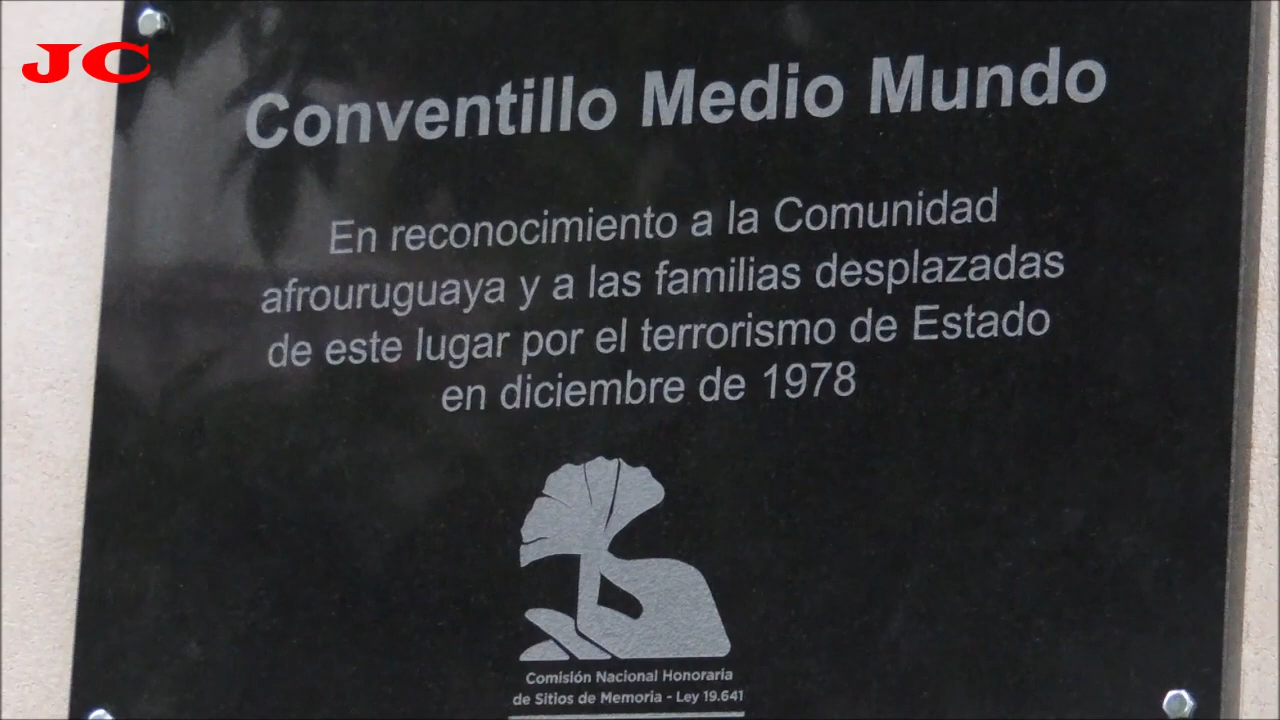 JC
Conventillo Medio Mundo
En reconocimiento a la Comunidad
afrouruguaya y a las familias desplazadas
de este lugar por el terrorismo de Estado
en diciembre de 1978
Comisión Nacional Honoraria
de Sitios de Memoria - Ley 19.641